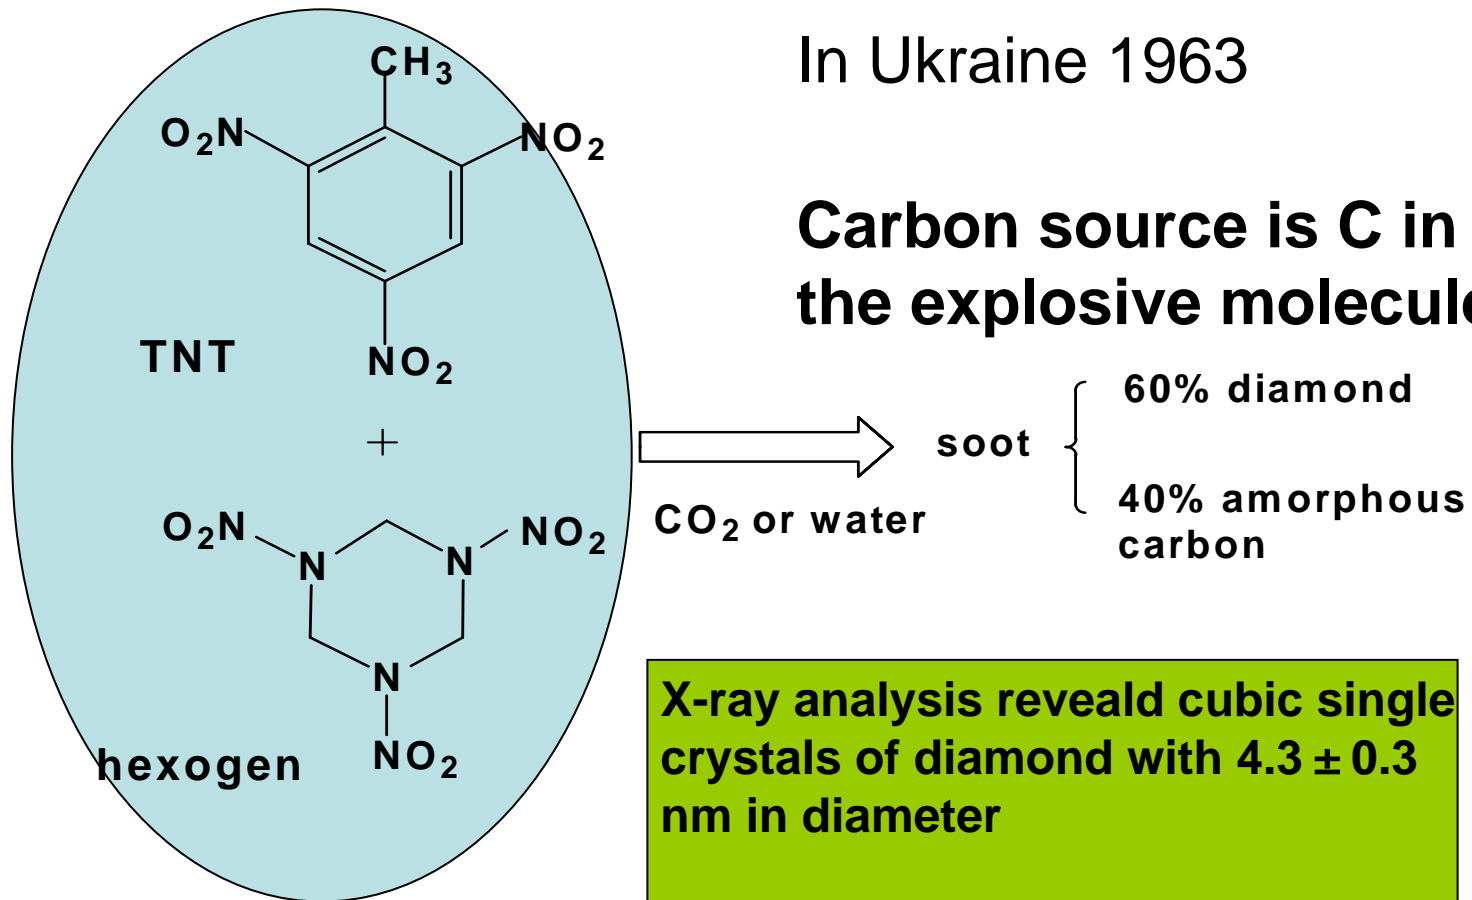 In Ukraine 1963
CH3
O2N
NO2
NO2
TNT
+
O2N
NO2
N
N
N
NO2
hexogen
Carbon source is C in
the explosive molecule
CO2 or water
soot
60% diamond
40% amorphous
carbon
X-ray analysis reveald cubic single
crystals of diamond with 4.3 ± 0.3
nm in diameter